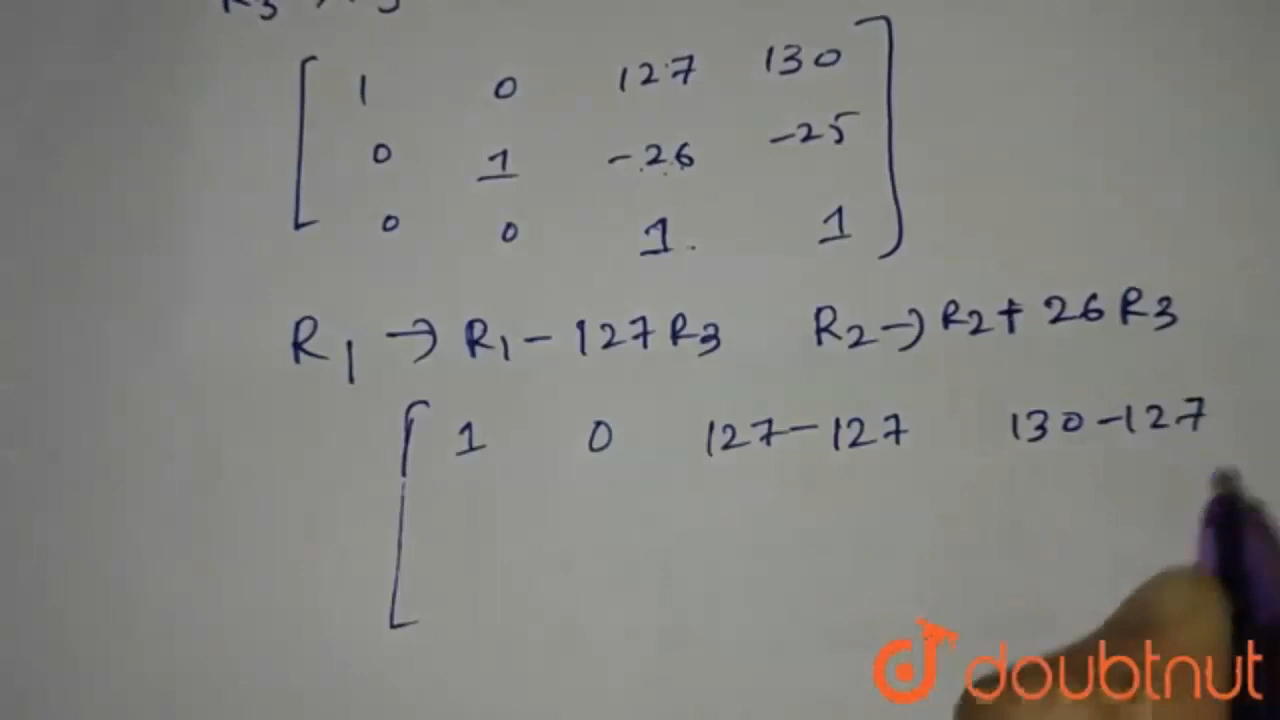 1 0 127 130
0 1 -26 -25
0 0 1 1
R1 → R1 - 127R3 R2 → R2 + 26R3
1 0 127-127 130-127
doubtnut